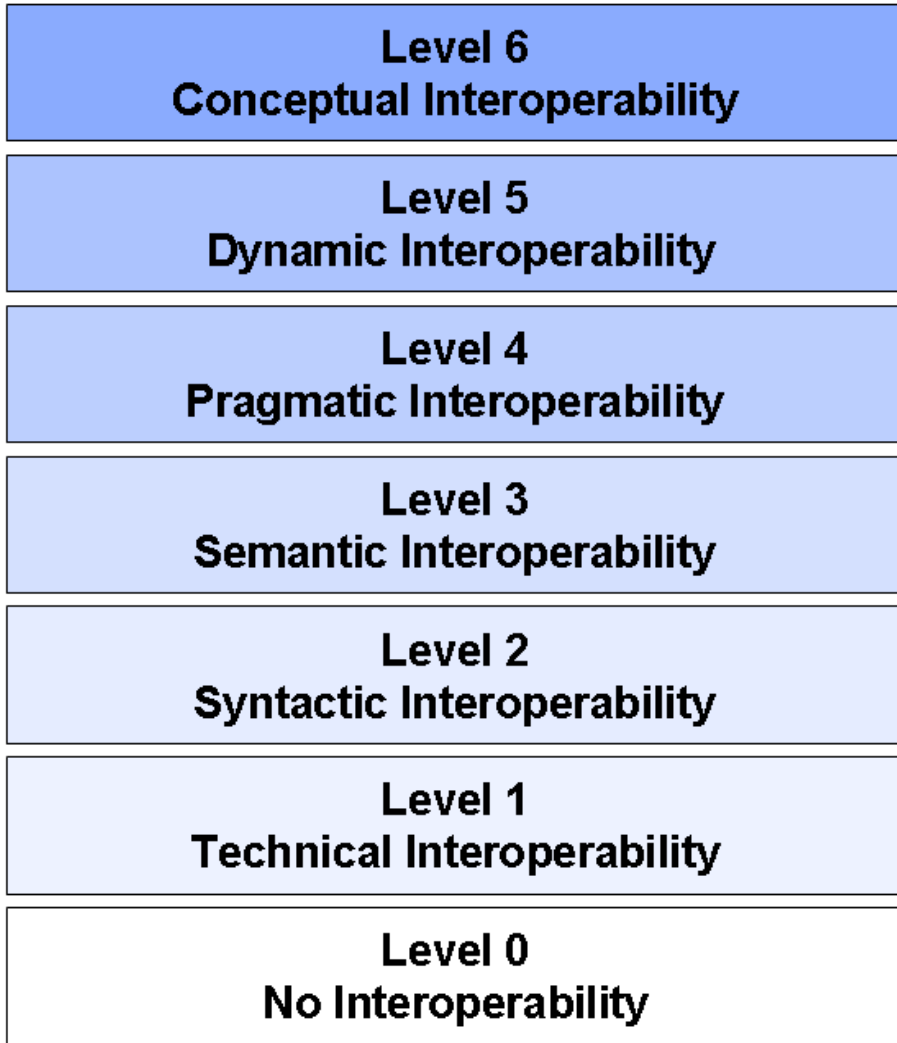 Level 6
Conceptual Interoperability
Level 5
Dynamic Interoperability
Level 4
Pragmatic Interoperability
Level 3
Semantic Interoperability
Level 2
Syntactic Interoperability
Level 1
Technical Interoperability
Level 0
No Interoperability